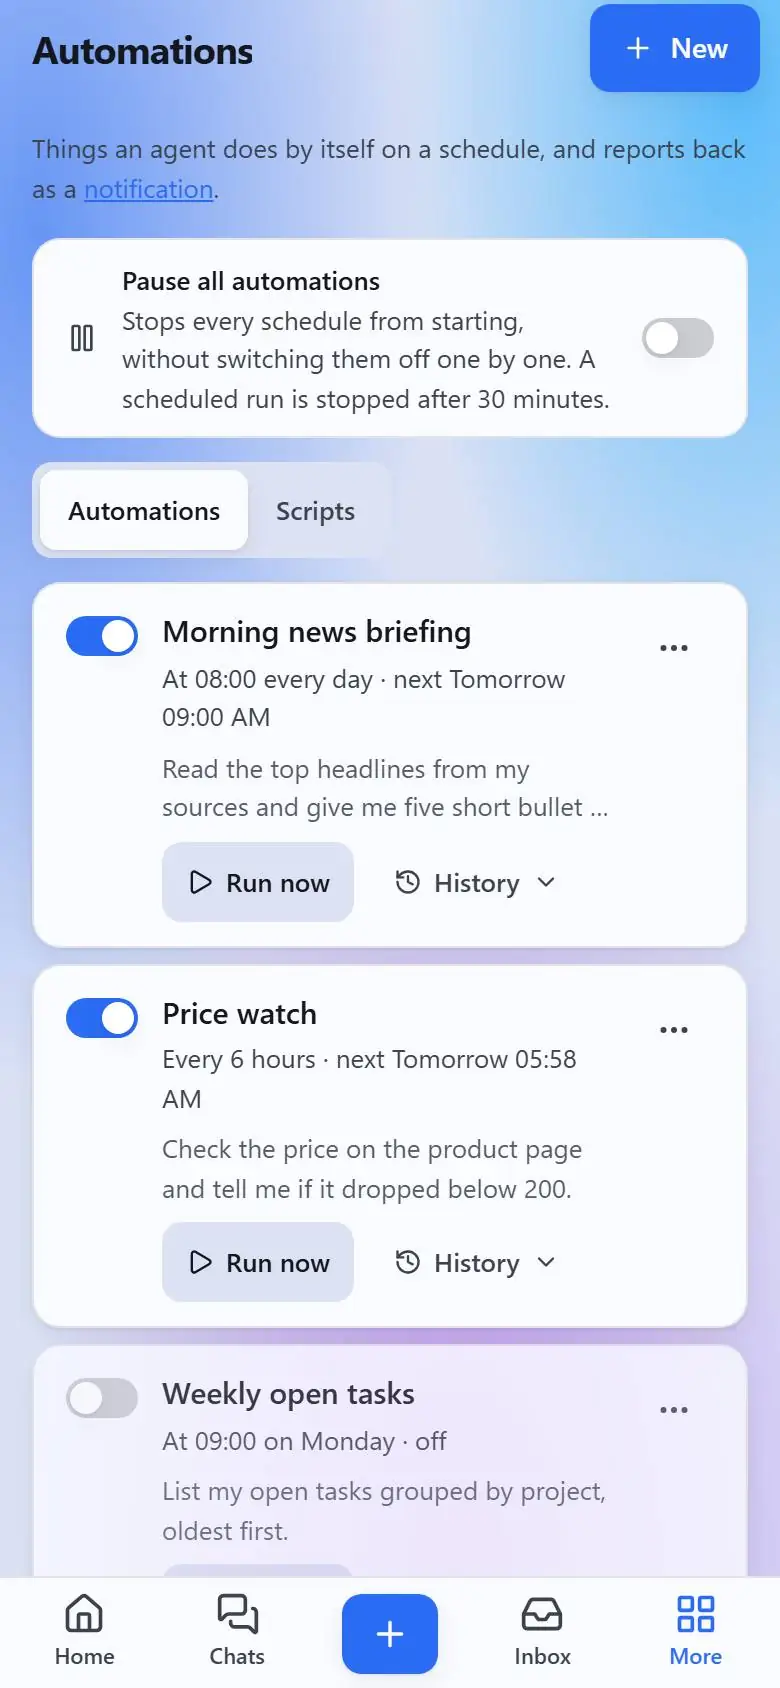 Automations
New
Things an agent does by itself on a schedule, and reports back
as a notification.
Pause all automations
Stops every schedule from starting,
without switching them off one by one. A
scheduled run is stopped after 30 minutes.
Automations
Scripts
Morning news briefing
At 08:00 every day · next Tomorrow
09:00 AM
Read the top headlines from my
sources and give me five short bullet ...
Run now
History
Price watch
Every 6 hours · next Tomorrow 05:58
AM
Check the price on the product page
and tell me if it dropped below 200.
Run now
History
Weekly open tasks
At 09:00 on Monday · off
List my open tasks grouped by project,
oldest first.
Home
Chats
Inbox
More